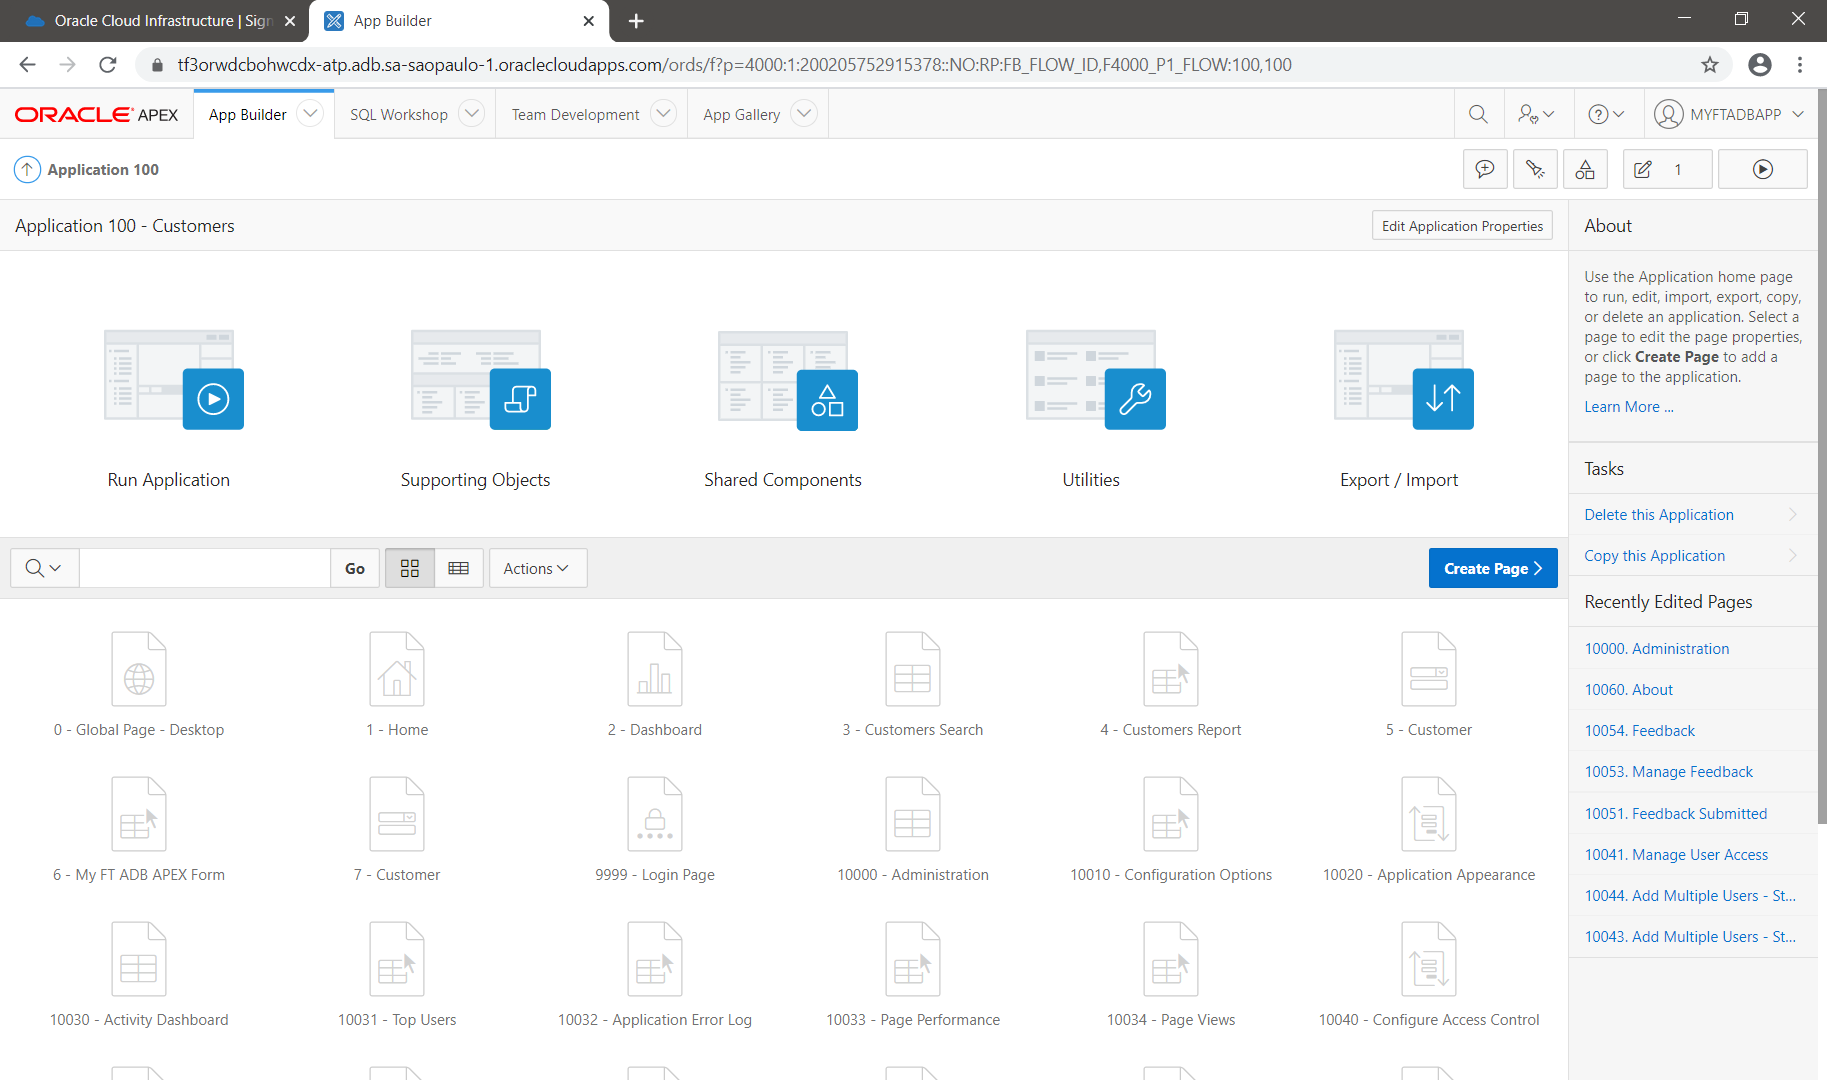 Oracle Cloud Infrastructure | Sign
App Builder
tf3orwdcbohwcdx-atp.adb.sa-saopaulo-1.oraclecloudapps.com/ords/f?p=4000:1:200205752915378::NO:RP:FB_FLOW_ID,F4000_P1_FLOW:100,100
ORACLE APEX
App Builder
SQL Workshop
Team Development
App Gallery
MYFTADBAPP
Application 100
1
Application 100 - Customers
Edit Application Properties
Run Application
Supporting Objects
Shared Components
Utilities
Export / Import
Go
Actions
Create Page
0 - Global Page - Desktop
1 - Home
2 - Dashboard
3 - Customers Search
4 - Customers Report
5 - Customer
6 - My FT ADB APEX Form
7 - Customer
9999 - Login Page
10000 - Administration
10010 - Configuration Options
10020 - Application Appearance
10030 - Activity Dashboard
10031 - Top Users
10032 - Application Error Log
10033 - Page Performance
10034 - Page Views
10040 - Configure Access Control
About
Use the Application home page
to run, edit, import, export, copy,
or delete an application. Select a
page to edit the page properties,
or click Create Page to add a
page to the application.
Learn More ...
Tasks
Delete this Application
Copy this Application
Recently Edited Pages
10000. Administration
10060. About
10054. Feedback
10053. Manage Feedback
10051. Feedback Submitted
10041. Manage User Access
10044. Add Multiple Users - St...
10043. Add Multiple Users - St...